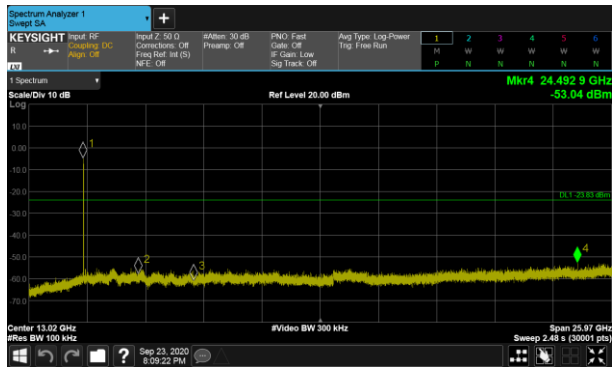 Spectrum Analyzer 1
Swept SA
+
KEYSIGHT Input: RF Input Z: 50 Ω #Atten: 30 dB PNO: Fast Avg Type: Log-Power 1 2 3 4 5 6
R Coupling: DC Corrections: Off Preamp: Off Gate: Off Trig: Free Run M W W W W W
Align: Off Freq Ref: Int (S) IF Gain: Low
LXI NFE: Off Sig Track: Off P N N N N N
1 Spectrum
Mkr4 24.492 9 GHz
Scale/Div 10 dB Ref Level 20.00 dBm -53.04 dBm
Log
10.0
1
0.00
-10.0
-20.0
DL1 -23.83 dBm
-30.0
-40.0
4
-50.0
2
3
-60.0
-70.0
Center 13.02 GHz #Video BW 300 kHz Span 25.97 GHz
#Res BW 100 kHz Sweep 2.48 s (30001 pts)
? Sep 23, 2020
8:09:22 PM